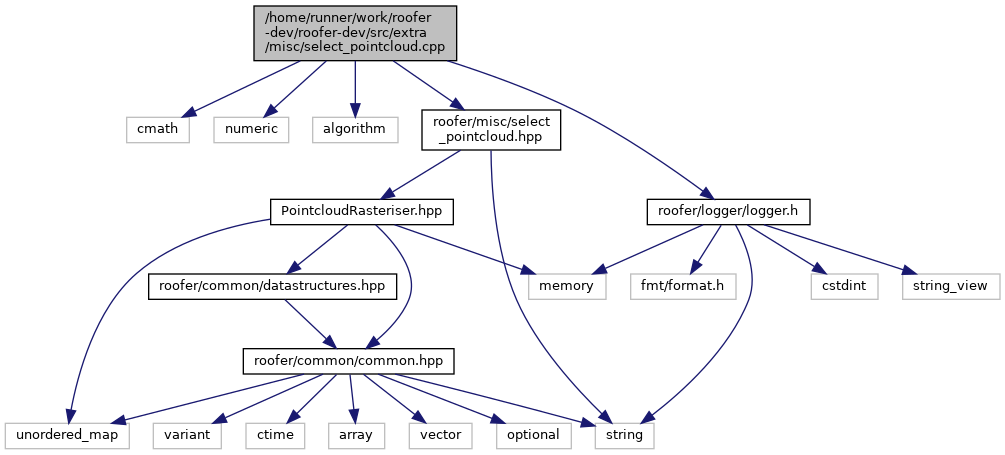 /home/runner/work/roofer
-dev/roofer-dev/src/extra
/misc/select_pointcloud.cpp
cmath
numeric
algorithm
roofer/misc/select
_pointcloud.hpp
PointcloudRasteriser.hpp
roofer/logger/logger.h
roofer/common/datastructures.hpp
memory
fmt/format.h
cstdint
string_view
roofer/common/common.hpp
unordered_map
variant
ctime
array
vector
optional
string